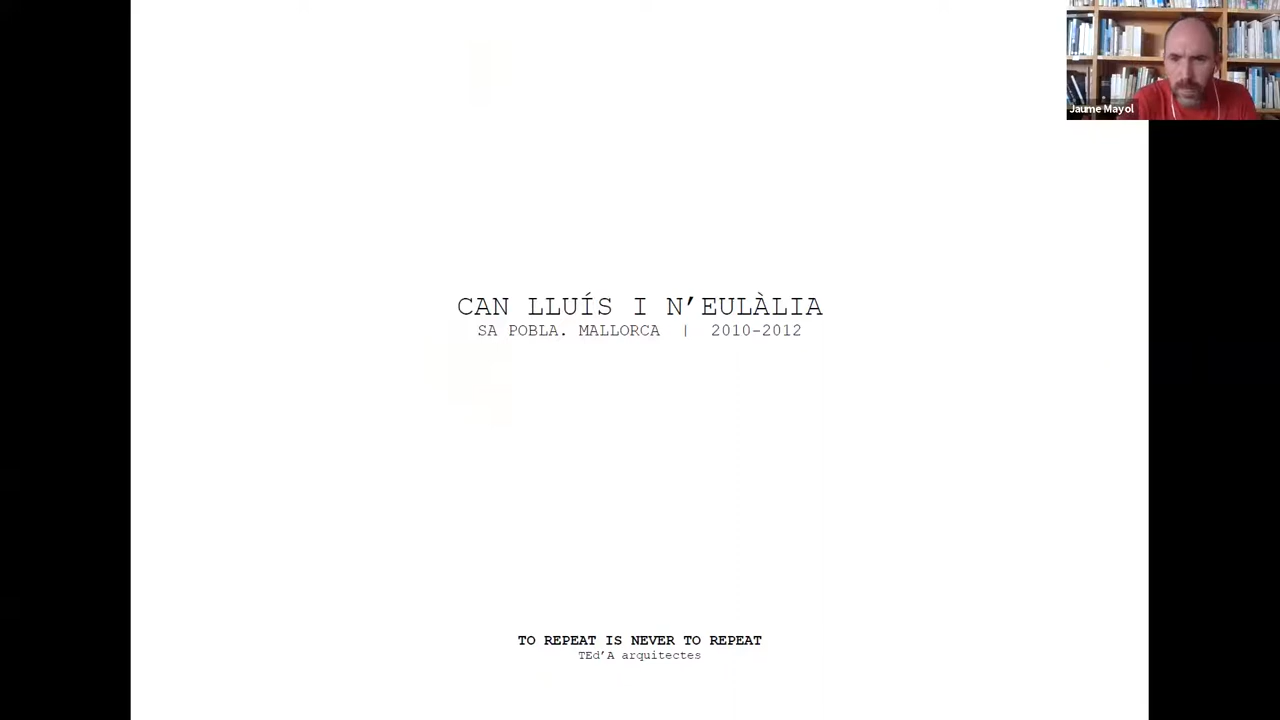 Jaume Mayol
CAN LLUÍS I N'EULÀLIA
SA POBLA. MALLORCA | 2010-2012
TO REPEAT IS NEVER TO REPEAT
TEd'A arquitectes